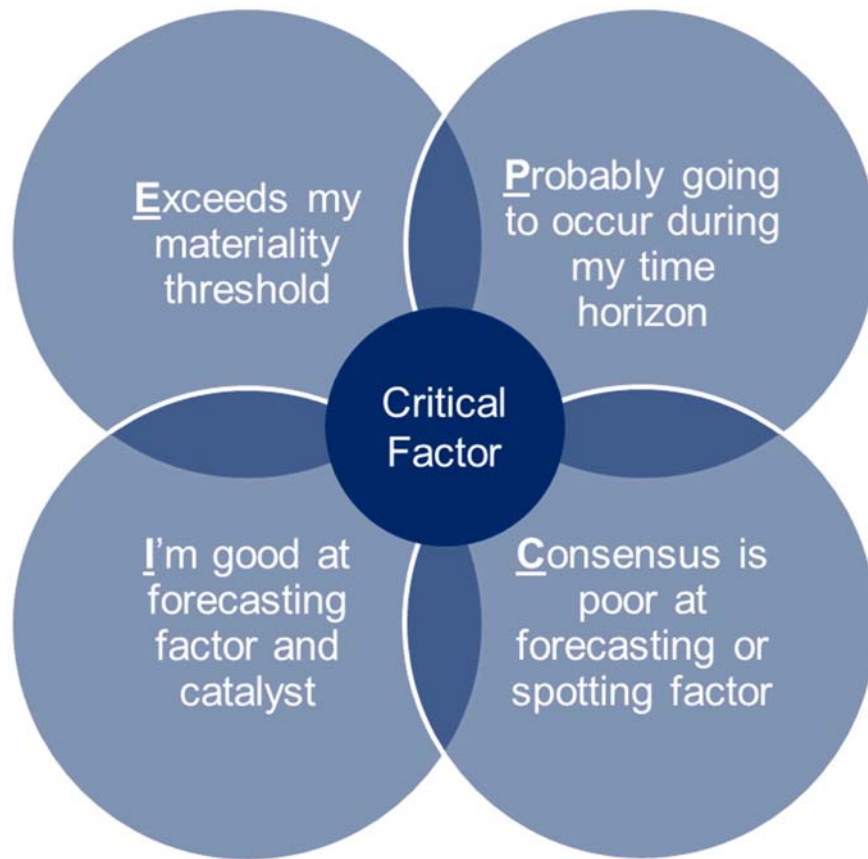 Exceeds my
materiality
threshold
Probably going
to occur during
my time
horizon
Critical
Factor
I'm good at
forecasting
factor and
catalyst
Consensus is
poor at
forecasting or
spotting factor